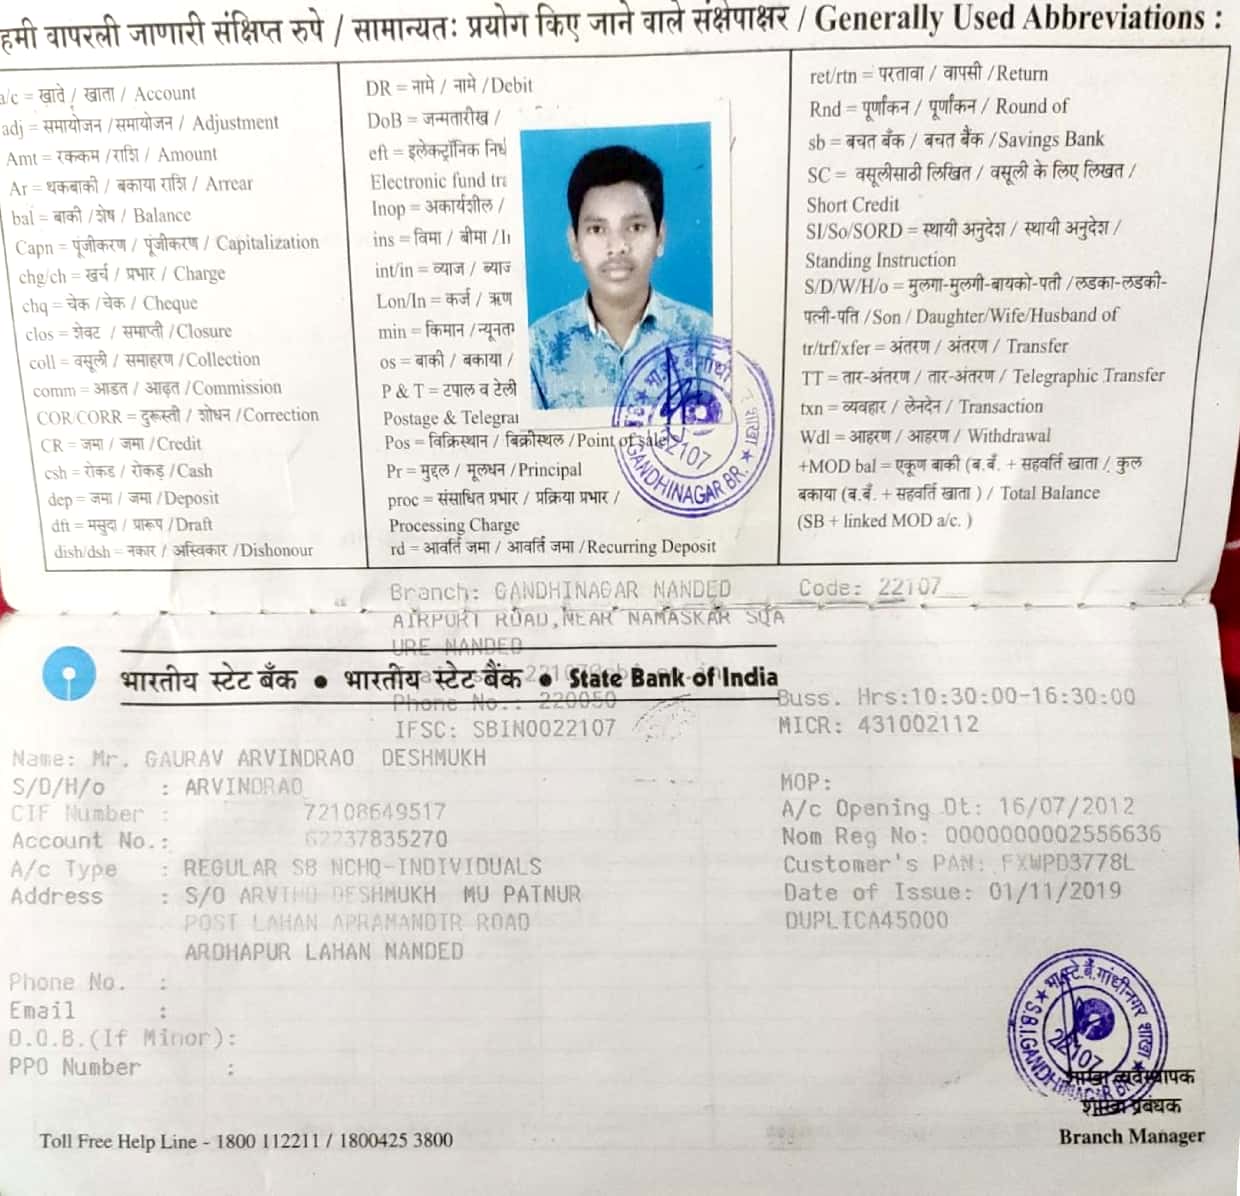 हमी वापरली जाणारी संक्षिप्त रुपे / सामान्यतः प्रयोग किए जाने वाले संक्षेपाक्षर / Generally Used Abbreviations :
a/c = खाते / खाता / Account
adj = समायोजन /समायोजन / Adjustment
Amt = रक्कम /राशि / Amount
Ar = थकबाकी / बकाया राशि / Arrear
bal = बाकी /शेष / Balance
Capn = पूंजीकरण / पूंजीकरण / Capitalization
chg/ch = खर्च / प्रभार / Charge
chq = चेक / चेक / Cheque
clos = शेवट / समाप्ती /Closure
coll = वसूली / समाहरण /Collection
comm = आडत / आढ़त /Commission
COR/CORR = दुरूस्ती / शोधन /Correction
CR = जमा / जमा /Credit
csh = रोकड / रोकड़ /Cash
dep = जमा / जमा /Deposit
dft = मसुदा / प्रारूप /Draft
dish/dsh = नकार / अस्विकार /Dishonour
DR = नामे / नामे /Debit
DoB = जन्मतारीख /
eft = इलेक्ट्रॉनिक
Electronic fund
Inop = अकार्यशील /
ins = विमा / बीमा /
int/in = व्याज /
Lon/In = कर्ज / ऋण
min = किमान /
os = बाकी / बकाया /
P & T = टपाल व
Postage &
Pos = विक्रिस्थान / बिक्रीस्थल /Point of sale
Pr = मुद्दल / मूलधन /Principal
proc = संसाधित प्रभार / प्रक्रिया प्रभार /
Processing Charge
rd = आवर्ति जमा / आवर्ति जमा /Recurring Deposit
ret/rtn = परतावा / वापसी /Return
Rnd = पूर्णांकन / पूर्णांकन / Round of
sb = बचत बँक / बचत बैंक /Savings Bank
SC = वसूलीसाठी लिखित / वसूली के लिए लिखत /
Short Credit
SI/So/SORD = स्थायी अनुदेश / स्थायी अनुदेश /
Standing Instruction
S/D/W/H/o = मुलगा-मुलगी-बायको-पती /लडका-लडकी-
पत्नी-पति /Son / Daughter/Wife/Husband of
tr/trf/xfer = अंतरण / अंतरण / Transfer
TT = तार-अंतरण / तार-अंतरण / Telegraphic Transfer
txn = व्यवहार / लेनदेन / Transaction
Wdl = आहरण / आहरण / Withdrawal
+MOD bal = एकूण बाकी (ब.बँ. + सहवर्ति खाता / कुल
बकाया (ब.बँ. + सहवर्ति खाता ) / Total Balance
(SB + linked MOD a/c. )
22107
GANDHINAGAR BR.
Branch: GANDHINAGAR NANDED Code: 22107
AIRPORT ROAD,NEAR NAMASKAR SQA
URE NANDED
भारतीय स्टेट बँक ● भारतीय स्टेट बैंक ● State Bank of India
Phone No.: 220050 Buss. Hrs:10:30:00-16:30:00
IFSC: SBIN0022107 MICR: 431002112
Name: Mr. GAURAV ARVINDRAO DESHMUKH
S/D/H/o : ARVINDRAO MOP:
CIF Number : 72108649517 A/c Opening Dt: 16/07/2012
Account No.: 62237835270 Nom Reg No: 0000000002556636
A/c Type : REGULAR SB NCHQ-INDIVIDUALS Customer's PAN: FXWPD3778L
Address : S/O ARVIND DESHMUKH MU PATNUR Date of Issue: 01/11/2019
POST LAHAN APRAMANDIR ROAD DUPLICA45000
ARDHAPUR LAHAN NANDED
Phone No. :
Email :
D.O.B.(If Minor):
PPO Number :
भा.स्टे.बैं.गांधीनगर शाखा
S.B.I.GANDHINAGAR BR.
22107
शाखा व्यवस्थापक
शाखा प्रबंधक
Branch Manager
Toll Free Help Line - 1800 112211 / 1800425 3800